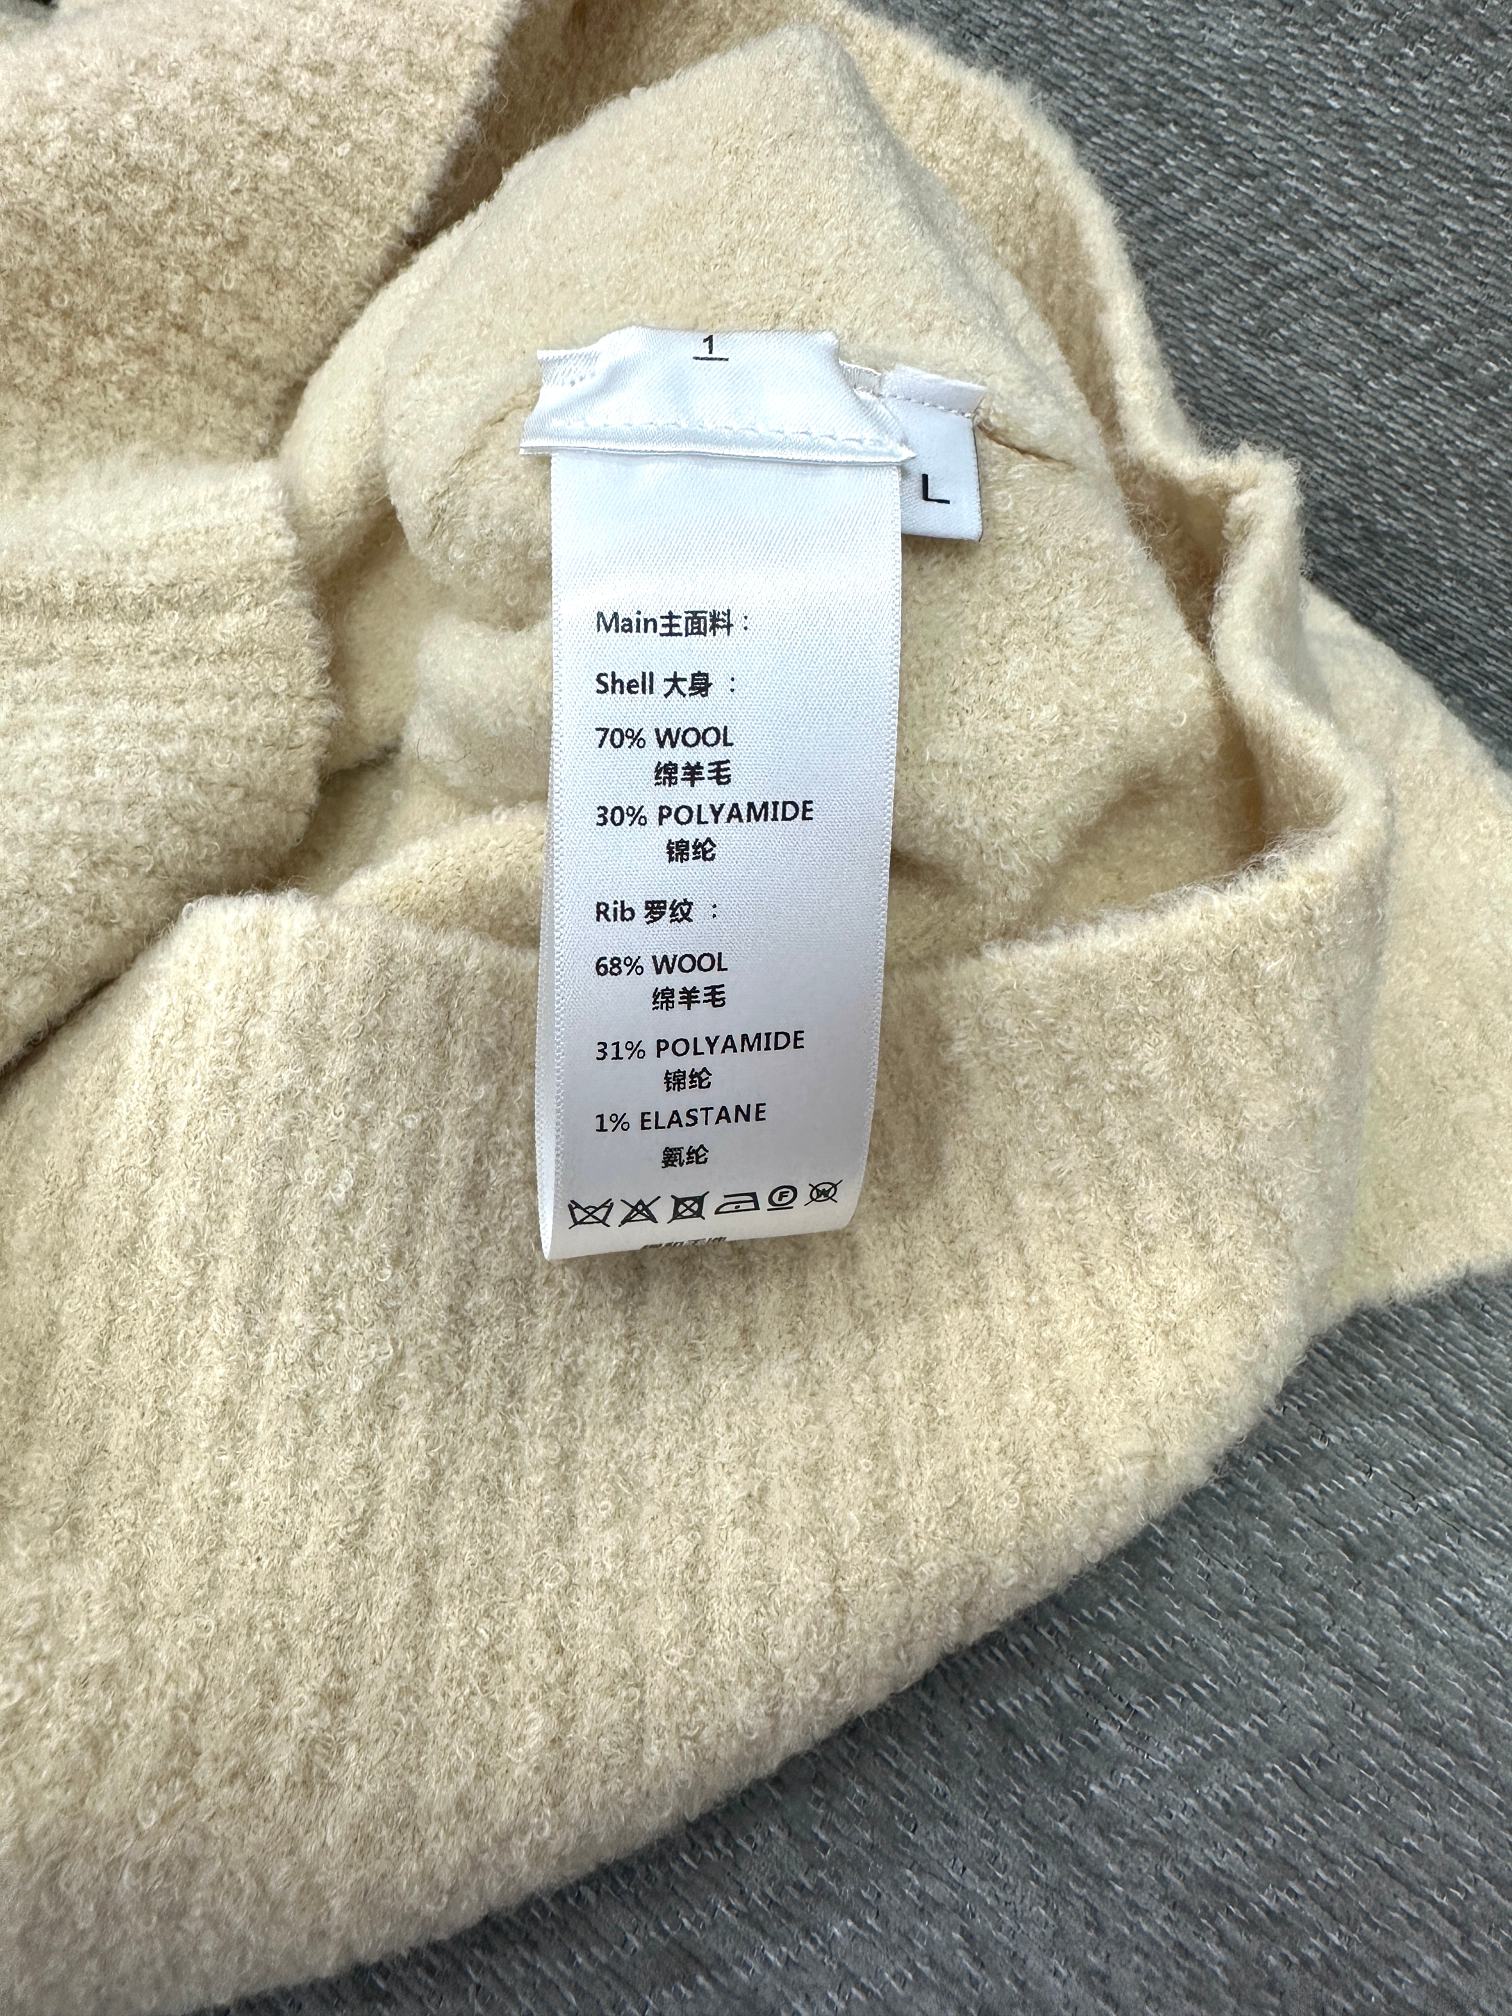 1
L
Main主面料：
Shell 大身 ：
70% WOOL
绵羊毛
30% POLYAMIDE
锦纶
Rib 罗纹 ：
68% WOOL
绵羊毛
31% POLYAMIDE
锦纶
1% ELASTANE
氨纶
F W